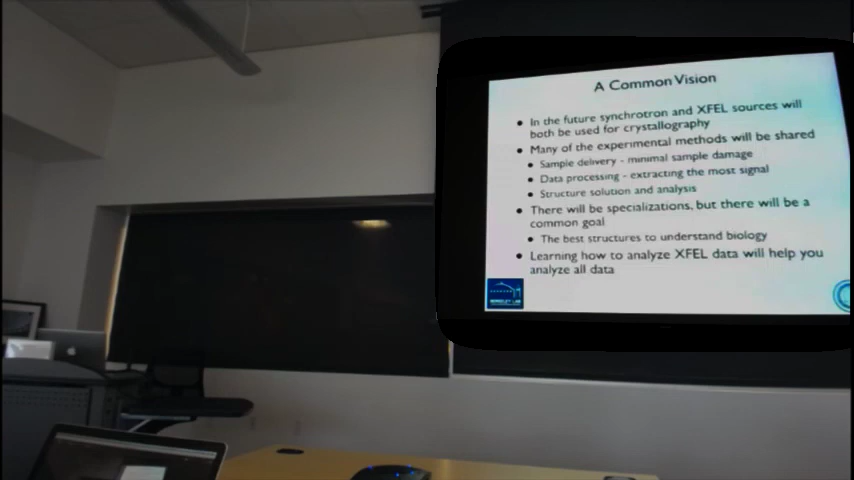 A Common Vision
• In the future synchrotron and XFEL sources will
both be used for crystallography
• Many of the experimental methods will be shared
• Sample delivery - minimal sample damage
• Data processing - extracting the most signal
• Structure solution and analysis
• There will be specializations, but there will be a
common goal
• The best structures to understand biology
• Learning how to analyze XFEL data will help you
analyze all data
BERKELEY LAB